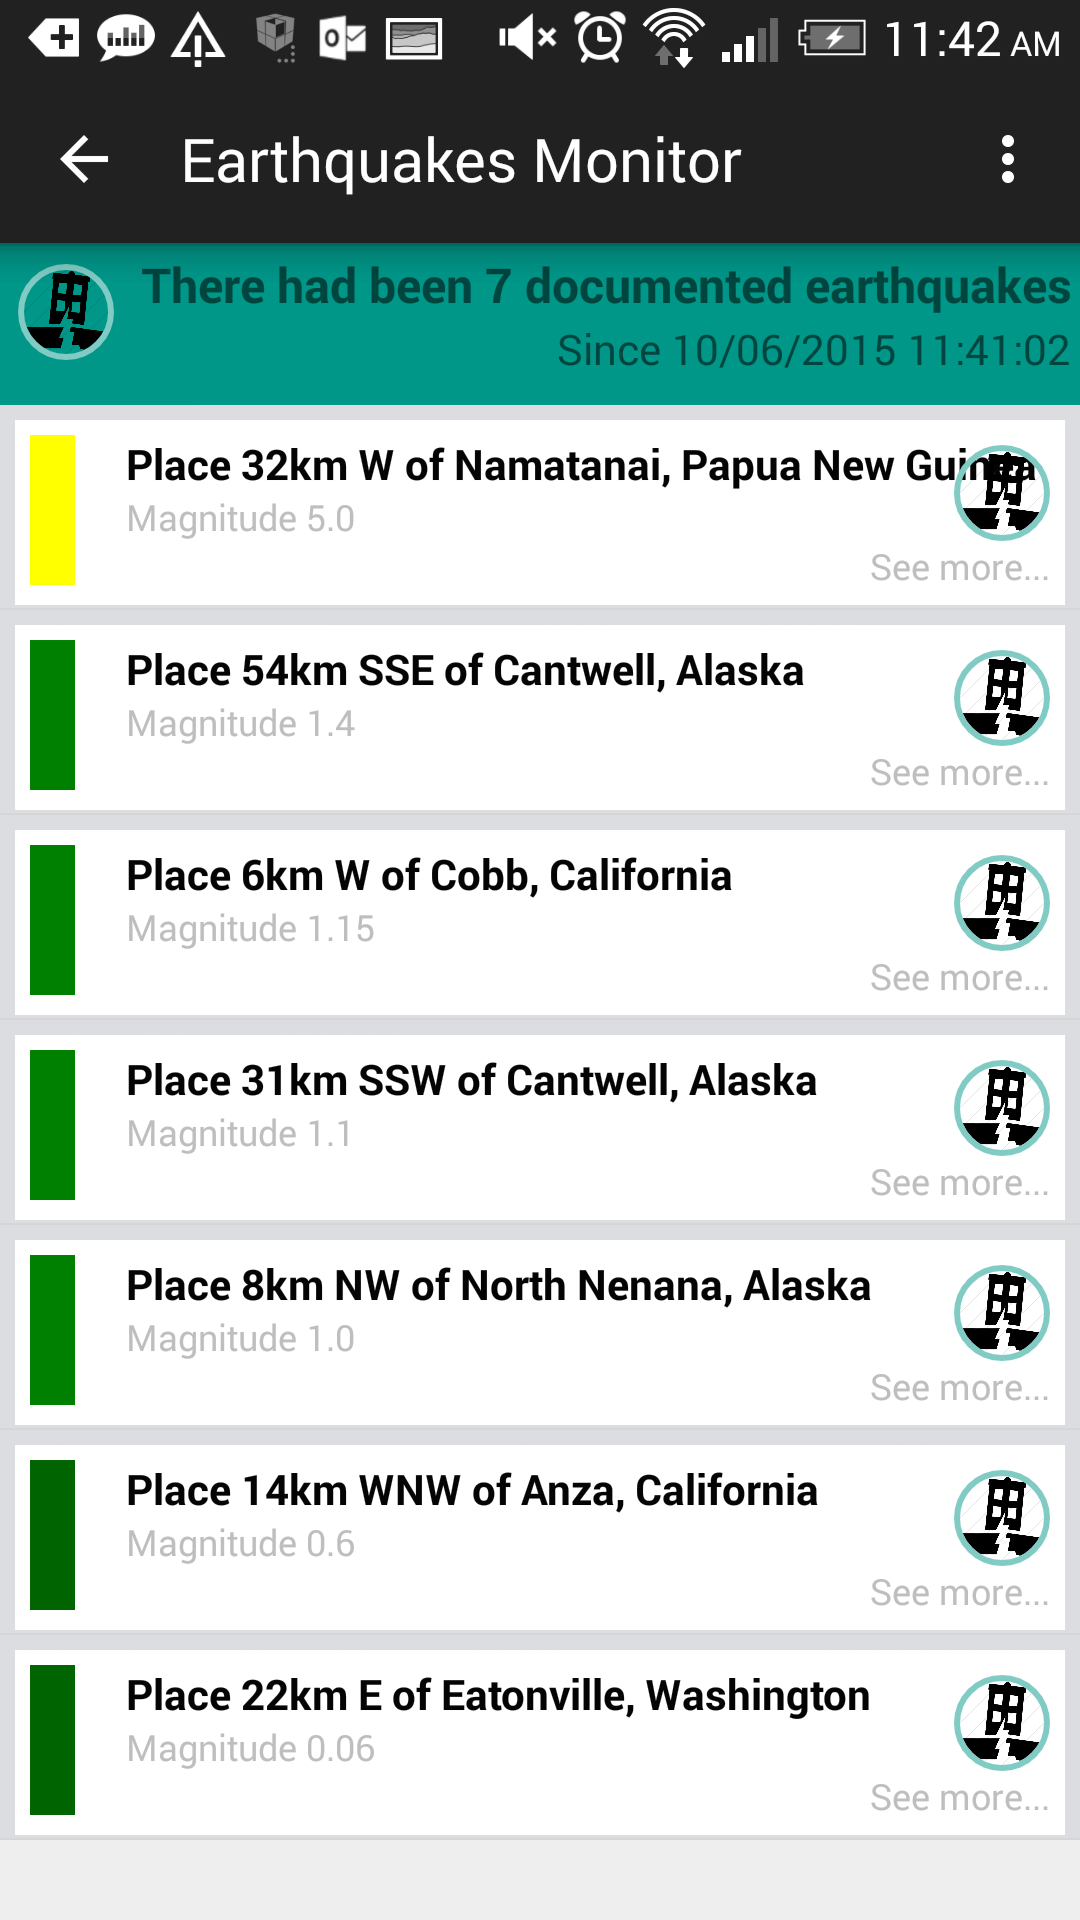 11:42 AM
Earthquakes Monitor
There had been 7 documented earthquakes
Since 10/06/2015 11:41:02
Place 32km W of Namatanai, Papua New Guinea
Magnitude 5.0
See more...
Place 54km SSE of Cantwell, Alaska
Magnitude 1.4
See more...
Place 6km W of Cobb, California
Magnitude 1.15
See more...
Place 31km SSW of Cantwell, Alaska
Magnitude 1.1
See more...
Place 8km NW of North Nenana, Alaska
Magnitude 1.0
See more...
Place 14km WNW of Anza, California
Magnitude 0.6
See more...
Place 22km E of Eatonville, Washington
Magnitude 0.06
See more...